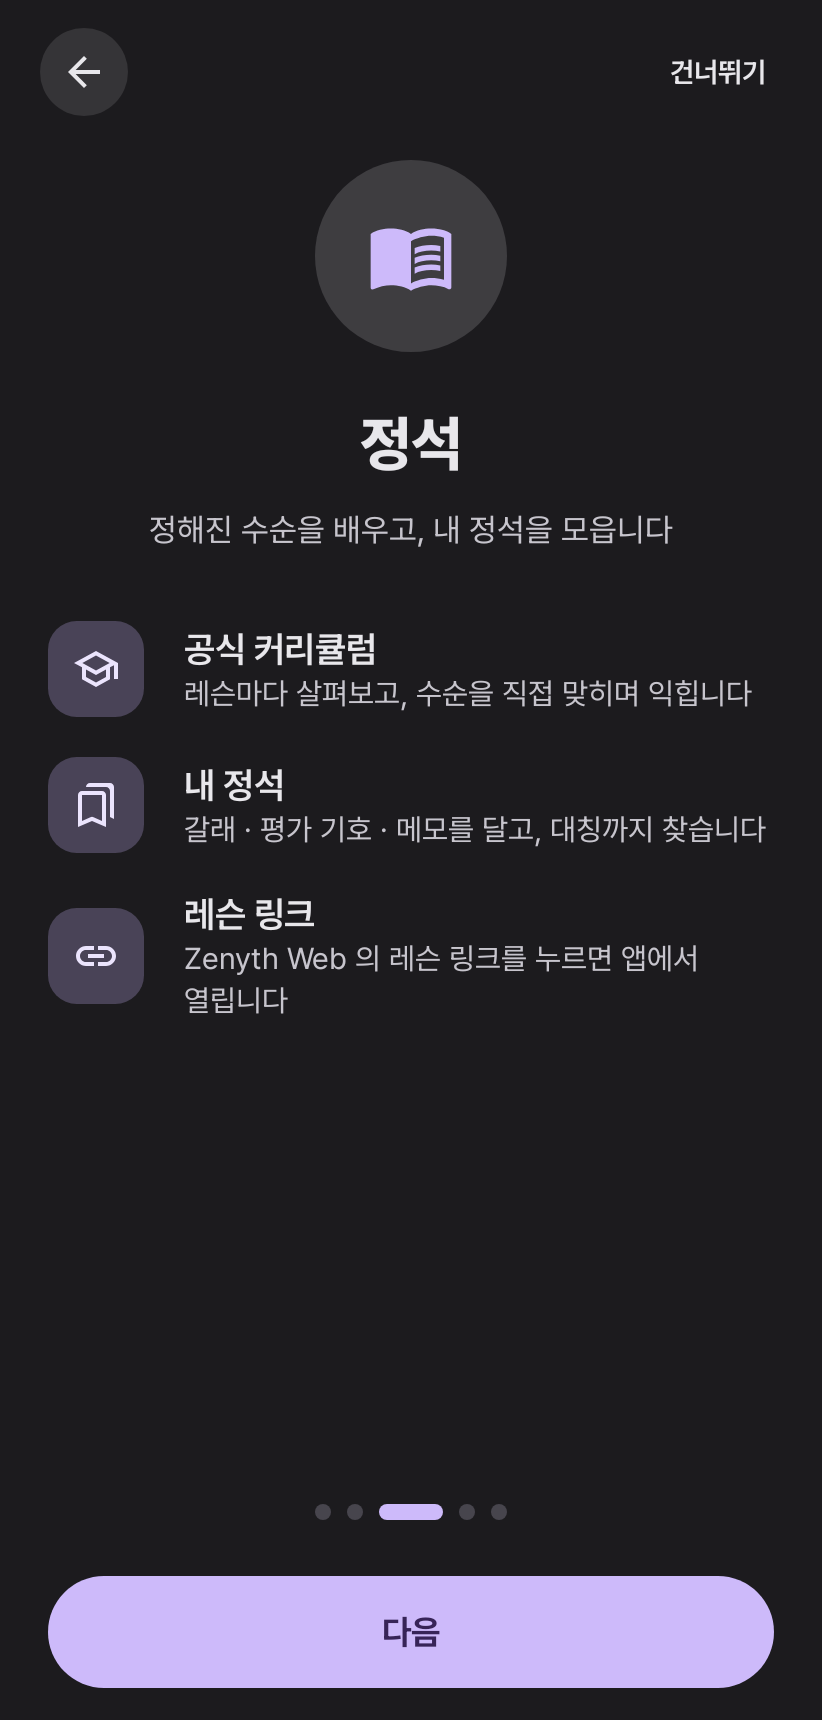 건너뛰기
정석
정해진 수순을 배우고, 내 정석을 모읍니다
공식 커리큘럼
레슨마다 살펴보고, 수순을 직접 맞히며 익힙니다
내 정석
갈래 · 평가 기호 · 메모를 달고, 대칭까지 찾습니다
레슨 링크
Zenyth Web 의 레슨 링크를 누르면 앱에서
열립니다
다음